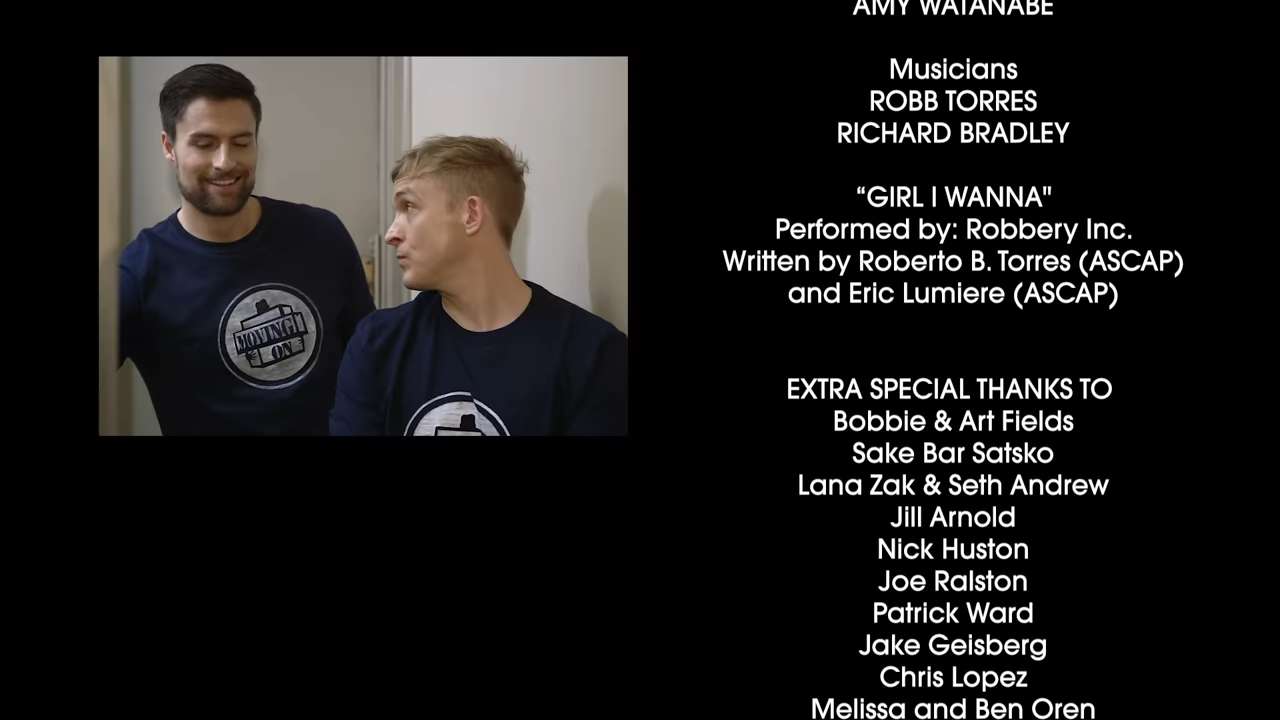 AMY WATANABE
Musicians
ROBB TORRES
RICHARD BRADLEY
“GIRL I WANNA"
Performed by: Robbery Inc.
Written by Roberto B. Torres (ASCAP)
and Eric Lumiere (ASCAP)
EXTRA SPECIAL THANKS TO
Bobbie & Art Fields
Sake Bar Satsko
Lana Zak & Seth Andrew
Jill Arnold
Nick Huston
Joe Ralston
Patrick Ward
Jake Geisberg
Chris Lopez
Melissa and Ben Oren
MOVING
ON